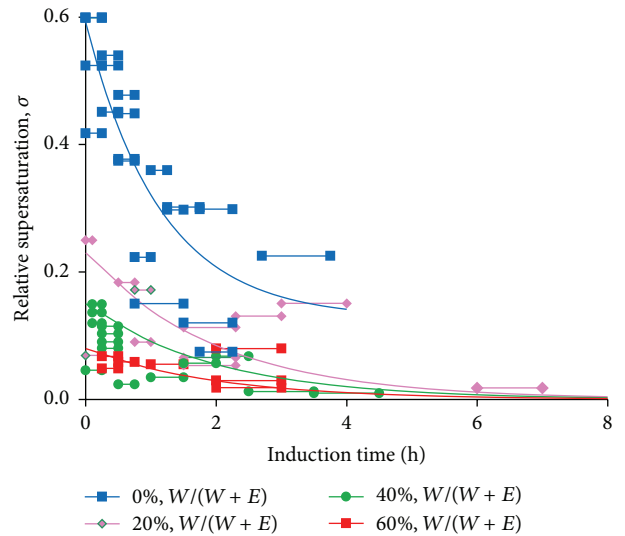 0.6
0.4
0.2
0.0
Relative supersaturation, σ
0 2 4 6 8
Induction time (h)
0%, W/(W + E)
40%, W/(W + E)
20%, W/(W + E)
60%, W/(W + E)